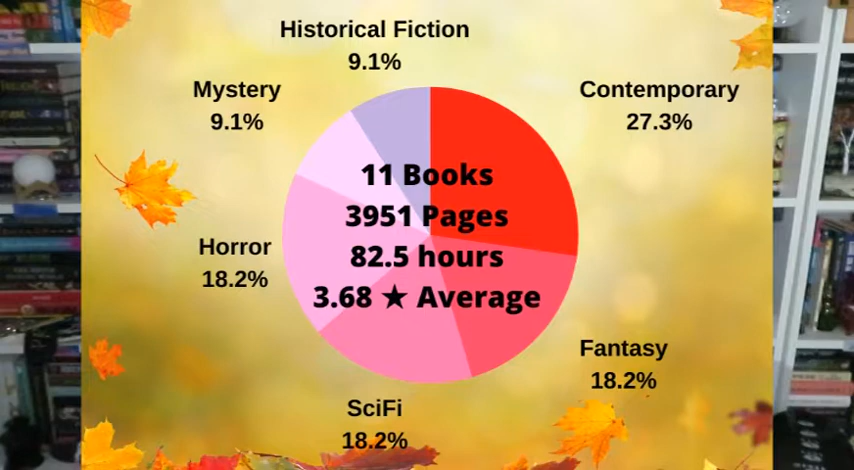 Historical Fiction
9.1%
Mystery
9.1%
Contemporary
27.3%
11 Books
3951 Pages
82.5 hours
3.68 ★ Average
Horror
18.2%
Fantasy
18.2%
SciFi
18.2%